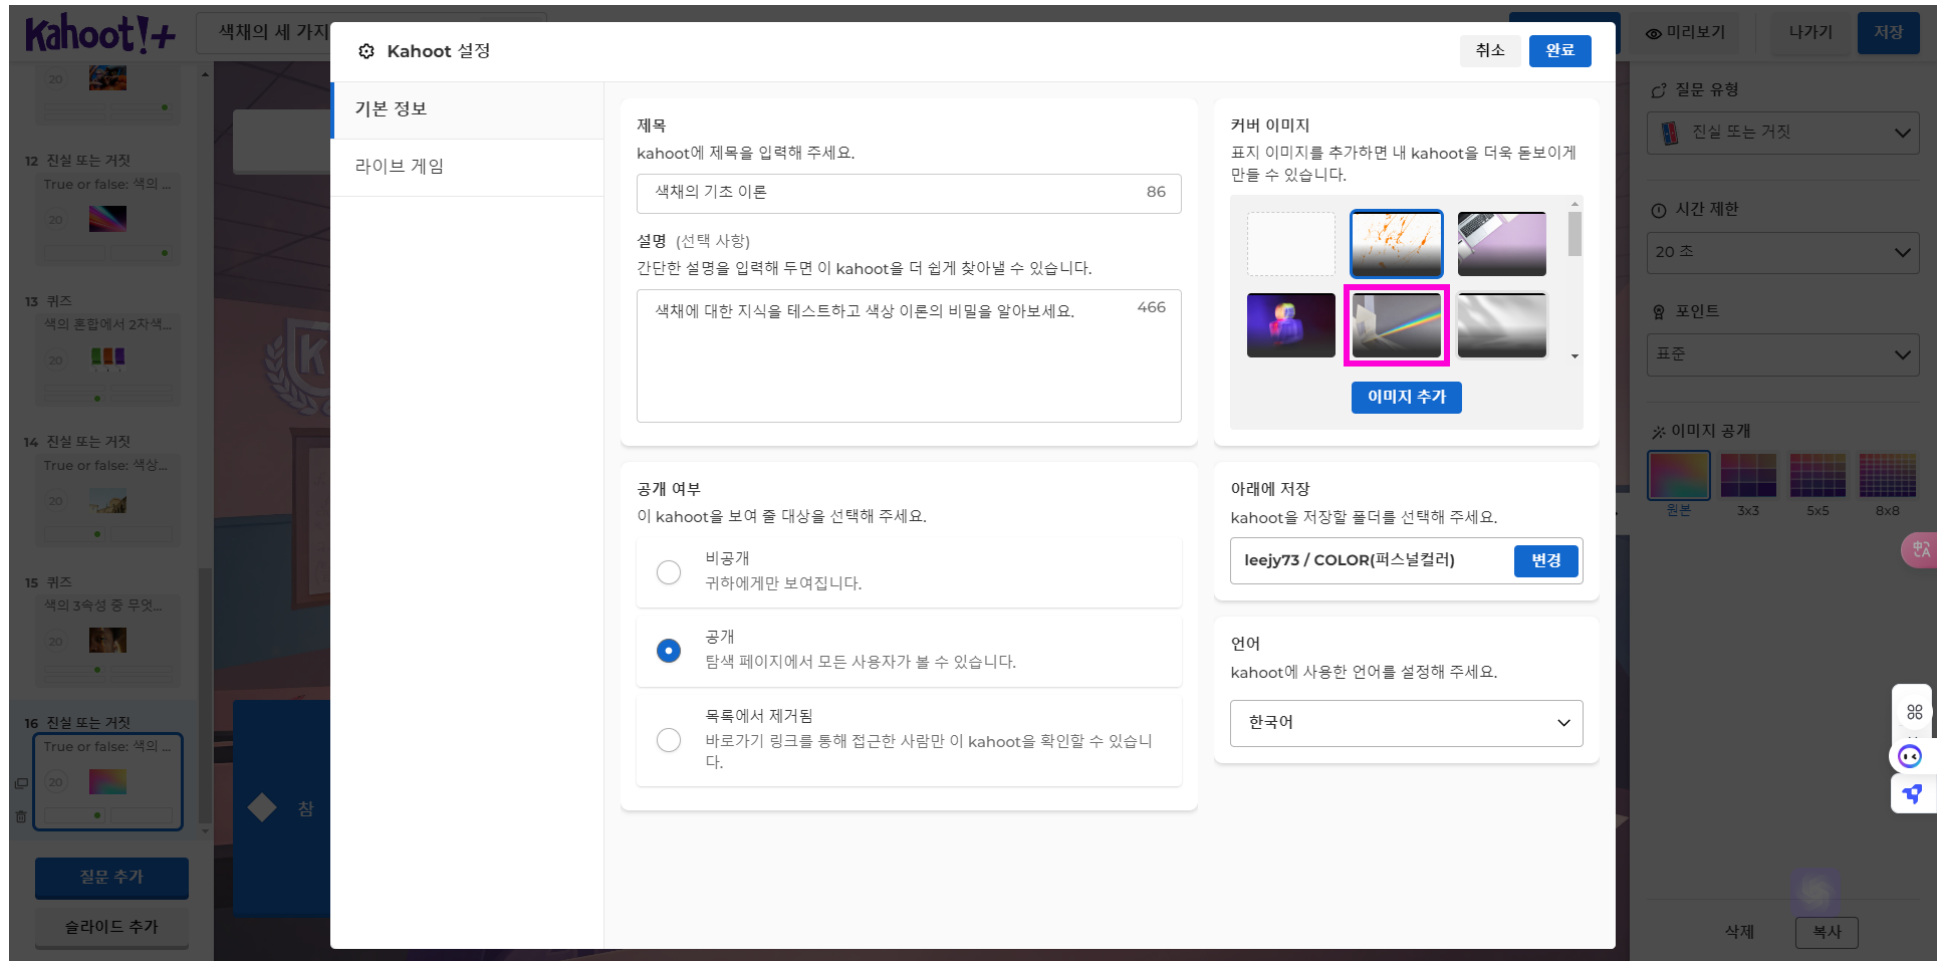 Kahoot!+
색채의 세 가지
미리보기
나가기
저장
20
12 진실 또는 거짓
True or false: 색의 ...
20
13 퀴즈
색의 혼합에서 2차색...
20
14 진실 또는 거짓
True or false: 색상...
20
15 퀴즈
색의 3속성 중 무엇...
20
16 진실 또는 거짓
True or false: 색의 ...
20
질문 추가
슬라이드 추가
참
Kahoot 설정
취소
완료
기본 정보
라이브 게임
제목
kahoot에 제목을 입력해 주세요.
색채의 기초 이론
86
설명 (선택 사항)
간단한 설명을 입력해 두면 이 kahoot을 더 쉽게 찾아낼 수 있습니다.
색채에 대한 지식을 테스트하고 색상 이론의 비밀을 알아보세요.
466
공개 여부
이 kahoot을 보여 줄 대상을 선택해 주세요.
비공개
귀하에게만 보여집니다.
공개
탐색 페이지에서 모든 사용자가 볼 수 있습니다.
목록에서 제거됨
바로가기 링크를 통해 접근한 사람만 이 kahoot을 확인할 수 있습니
다.
커버 이미지
표지 이미지를 추가하면 내 kahoot을 더욱 돋보이게
만들 수 있습니다.
이미지 추가
아래에 저장
kahoot을 저장할 폴더를 선택해 주세요.
leejy73 / COLOR(퍼스널컬러)
변경
언어
kahoot에 사용한 언어를 설정해 주세요.
한국어
질문 유형
진실 또는 거짓
시간 제한
20 초
포인트
표준
이미지 공개
원본
3x3
5x5
8x8
삭제
복사